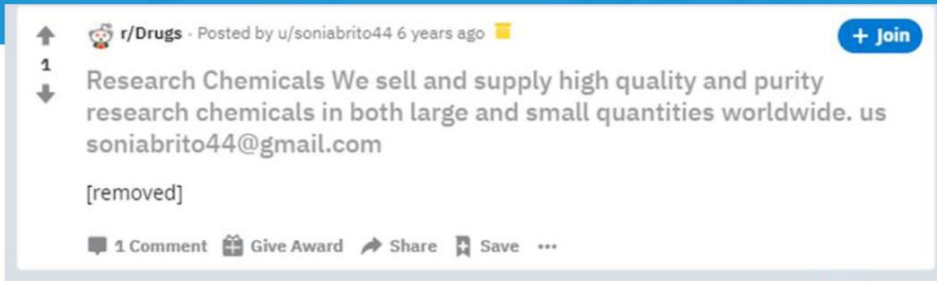 r/Drugs · Posted by u/soniabrito44 6 years ago
+ Join
1
Research Chemicals We sell and supply high quality and purity
research chemicals in both large and small quantities worldwide. us
soniabrito44@gmail.com
[removed]
1 Comment Give Award Share Save ...